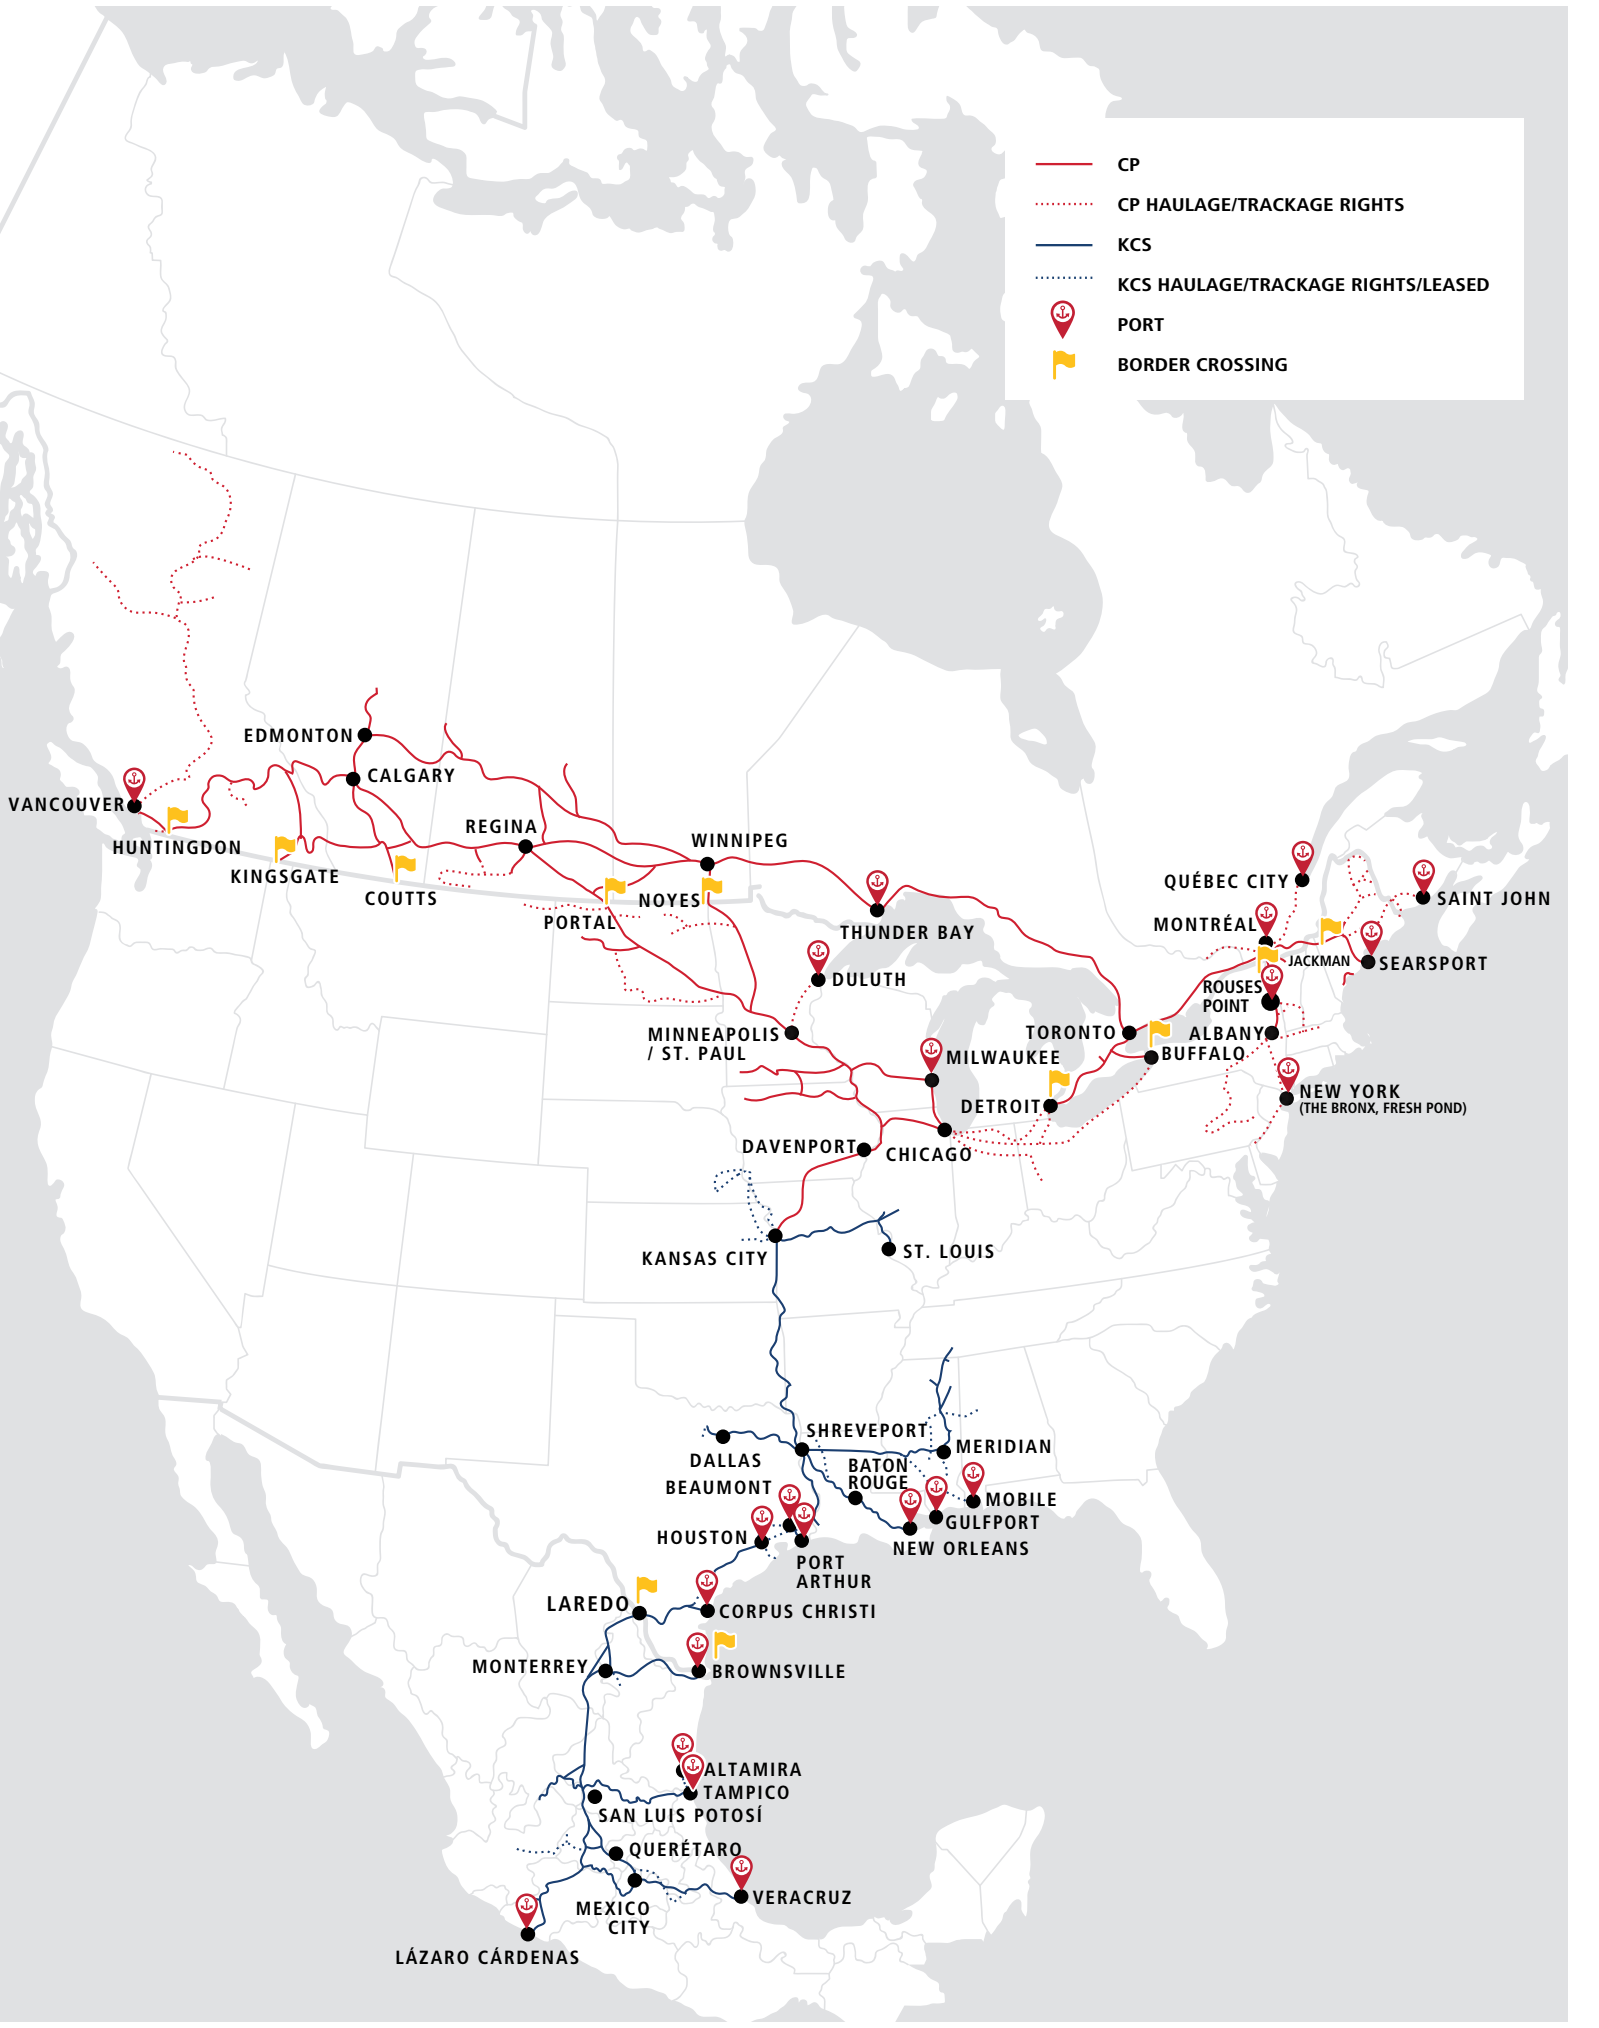 CP
CP HAULAGE/TRACKAGE RIGHTS
KCS
KCS HAULAGE/TRACKAGE RIGHTS/LEASED
PORT
BORDER CROSSING
EDMONTON
CALGARY
VANCOUVER
HUNTINGDON
KINGSGATE
COUTTS
REGINA
WINNIPEG
NOYES
PORTAL
THUNDER BAY
DULUTH
MINNEAPOLIS
/ ST. PAUL
MILWAUKEE
TORONTO
DETROIT
BUFFALO
QUÉBEC CITY
MONTRÉAL
SAINT JOHN
JACKMAN
SEARSPORT
ROUSES
POINT
ALBANY
NEW YORK
(THE BRONX, FRESH POND)
DAVENPORT
CHICAGO
KANSAS CITY
ST. LOUIS
SHREVEPORT
DALLAS
MERIDIAN
BATON
ROUGE
BEAUMONT
MOBILE
GULFPORT
NEW ORLEANS
HOUSTON
PORT
ARTHUR
LAREDO
CORPUS CHRISTI
MONTERREY
BROWNSVILLE
ALTAMIRA
TAMPICO
SAN LUIS POTOSÍ
QUERÉTARO
MEXICO
CITY
VERACRUZ
LÁZARO CÁRDENAS